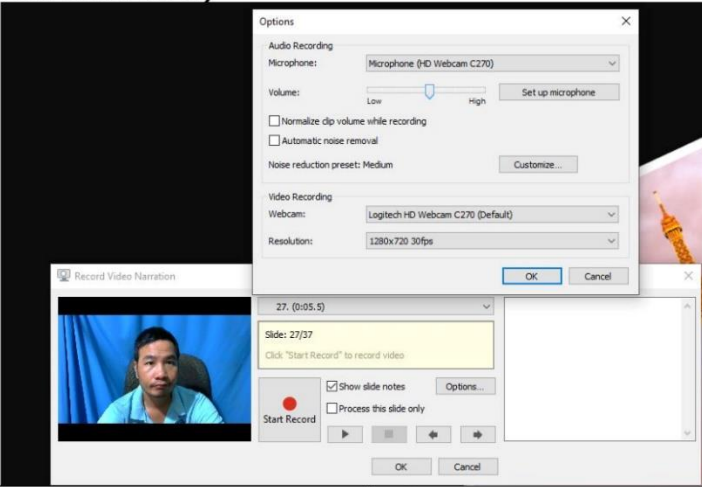 Options
Audio Recording
Microphone: Microphone (HD Webcam C270)
Volume: Low High Set up microphone
Normalize clip volume while recording
Automatic noise removal
Noise reduction preset: Medium Customize...
Video Recording
Webcam: Logitech HD Webcam C270 (Default)
Resolution: 1280x720 30fps
OK Cancel
Record Video Narration
27. (0:05.5)
Slide: 27/37
Click "Start Record" to record video
Show slide notes Options...
Process this slide only
Start Record
OK Cancel